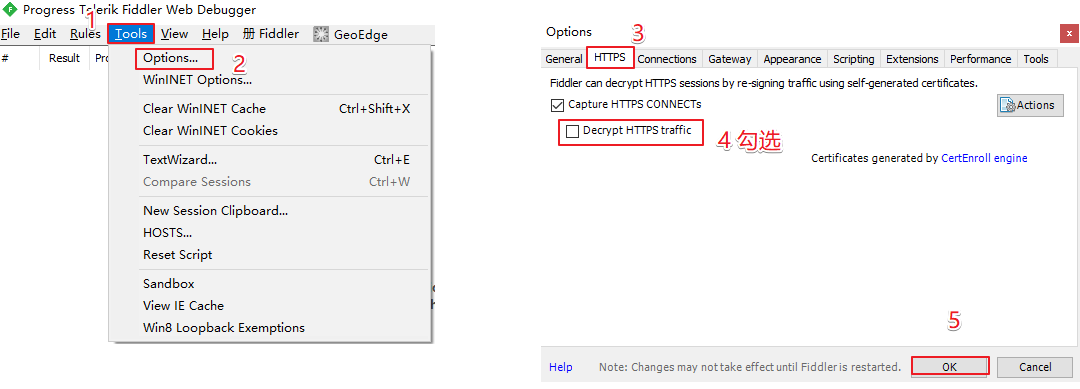 Progress Telerik Fiddler Web Debugger
1
File Edit Rules Tools View Help 册 Fiddler GeoEdge
# Result Pro
Options... 2
WinINET Options...
Clear WinINET Cache Ctrl+Shift+X
Clear WinINET Cookies
TextWizard... Ctrl+E
Compare Sessions Ctrl+W
New Session Clipboard...
HOSTS...
Reset Script
Sandbox
View IE Cache
Win8 Loopback Exemptions
Options 3 x
General HTTPS Connections Gateway Appearance Scripting Extensions Performance Tools
Fiddler can decrypt HTTPS sessions by re-signing traffic using self-generated certificates.
Capture HTTPS CONNECTs Actions
Decrypt HTTPS traffic 4 勾选
Certificates generated by CertEnroll engine
5
Help Note: Changes may not take effect until Fiddler is restarted. OK Cancel